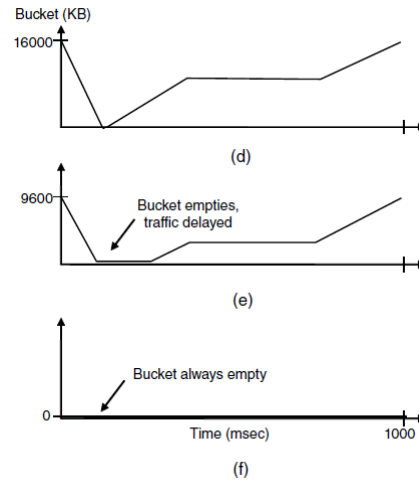 Bucket (KB)
16000
(d)
9600
Bucket empties,
traffic delayed
(e)
Bucket always empty
0
Time (msec)
1000
(f)